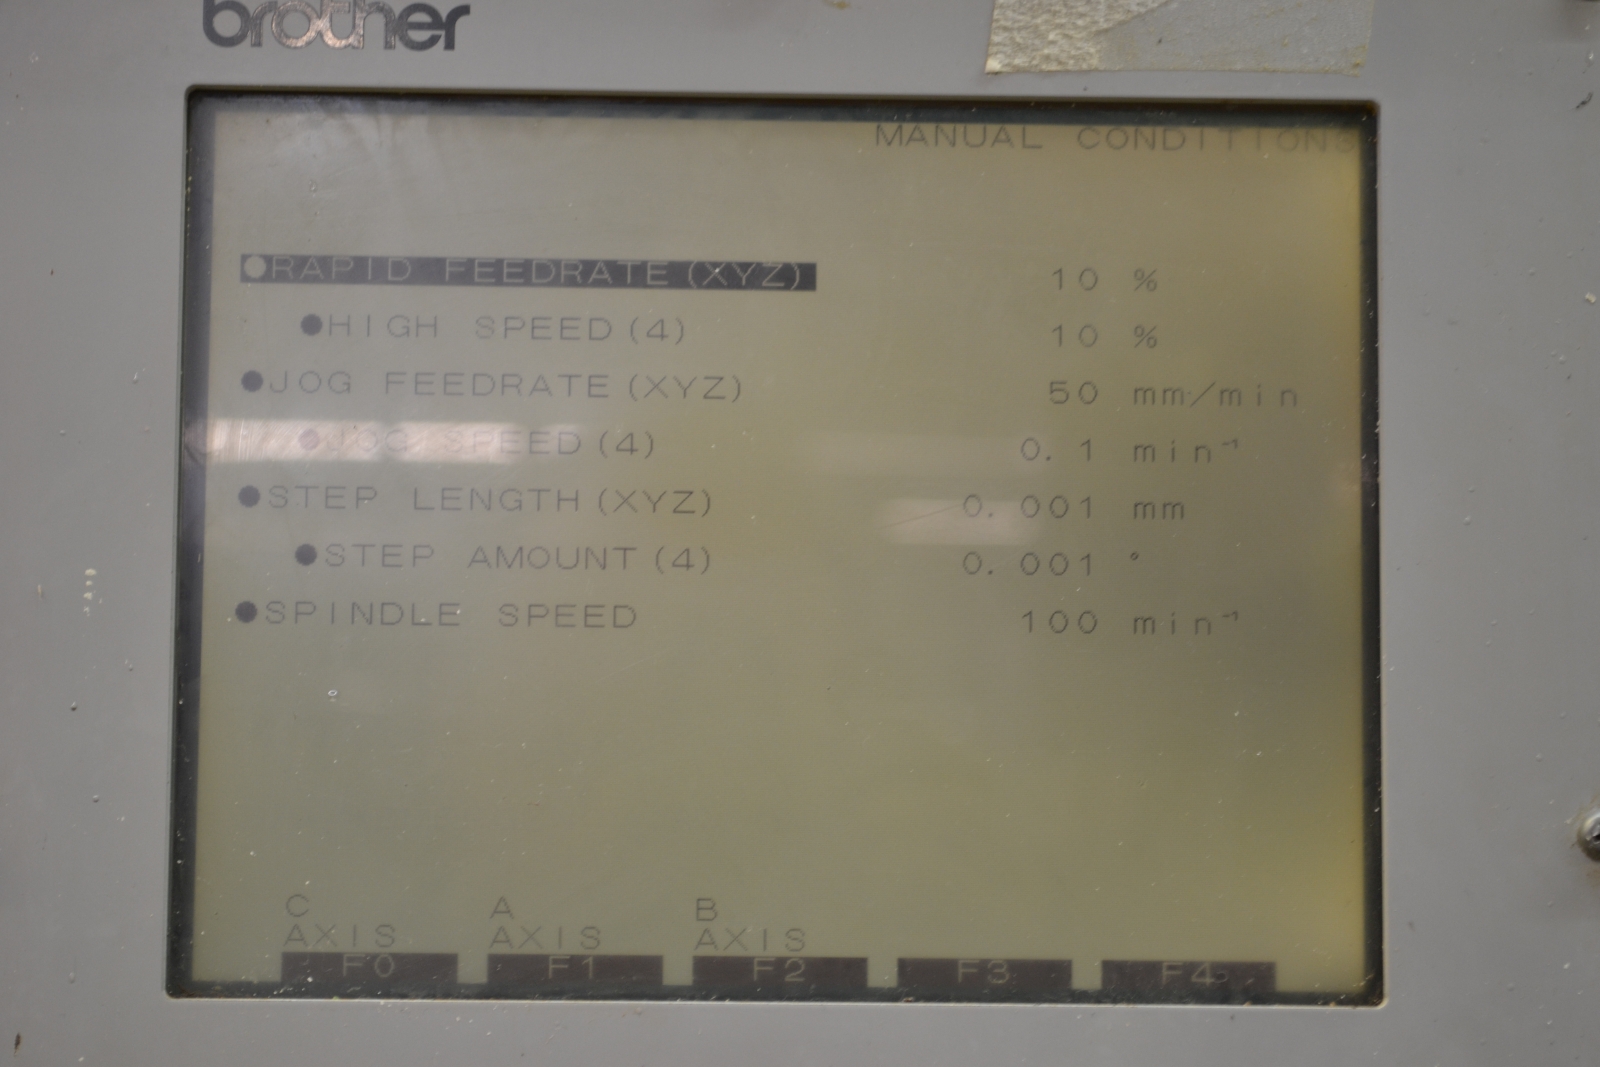 brother
MANUAL CONDITIONS
●RAPID FEEDRATE(XYZ) 10 %
●HIGH SPEED(4) 10 %
●JOG FEEDRATE(XYZ) 50 mm/min
●JOG SPEED(4) 0.1 min⁻¹
●STEP LENGTH(XYZ) 0.001 mm
●STEP AMOUNT(4) 0.001 °
●SPINDLE SPEED 100 min⁻¹
C A B
AXIS AXIS AXIS
F0 F1 F2 F3 F4